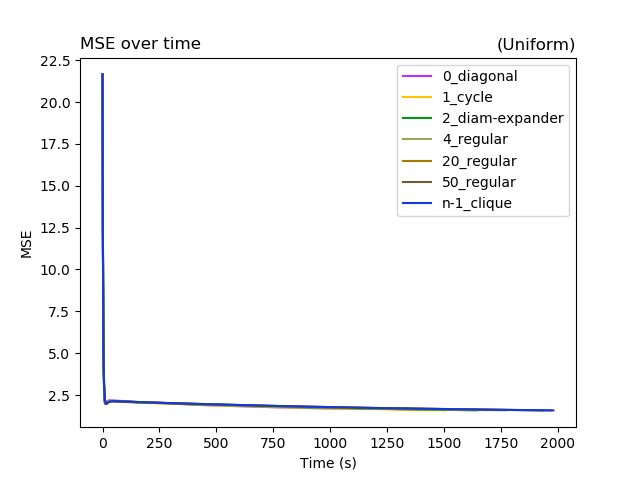 MSE over time (Uniform)
22.5
20.0
17.5
15.0
12.5
10.0
7.5
5.0
2.5
MSE
0_diagonal
1_cycle
2_diam-expander
4_regular
20_regular
50_regular
n-1_clique
0 250 500 750 1000 1250 1500 1750 2000
Time (s)